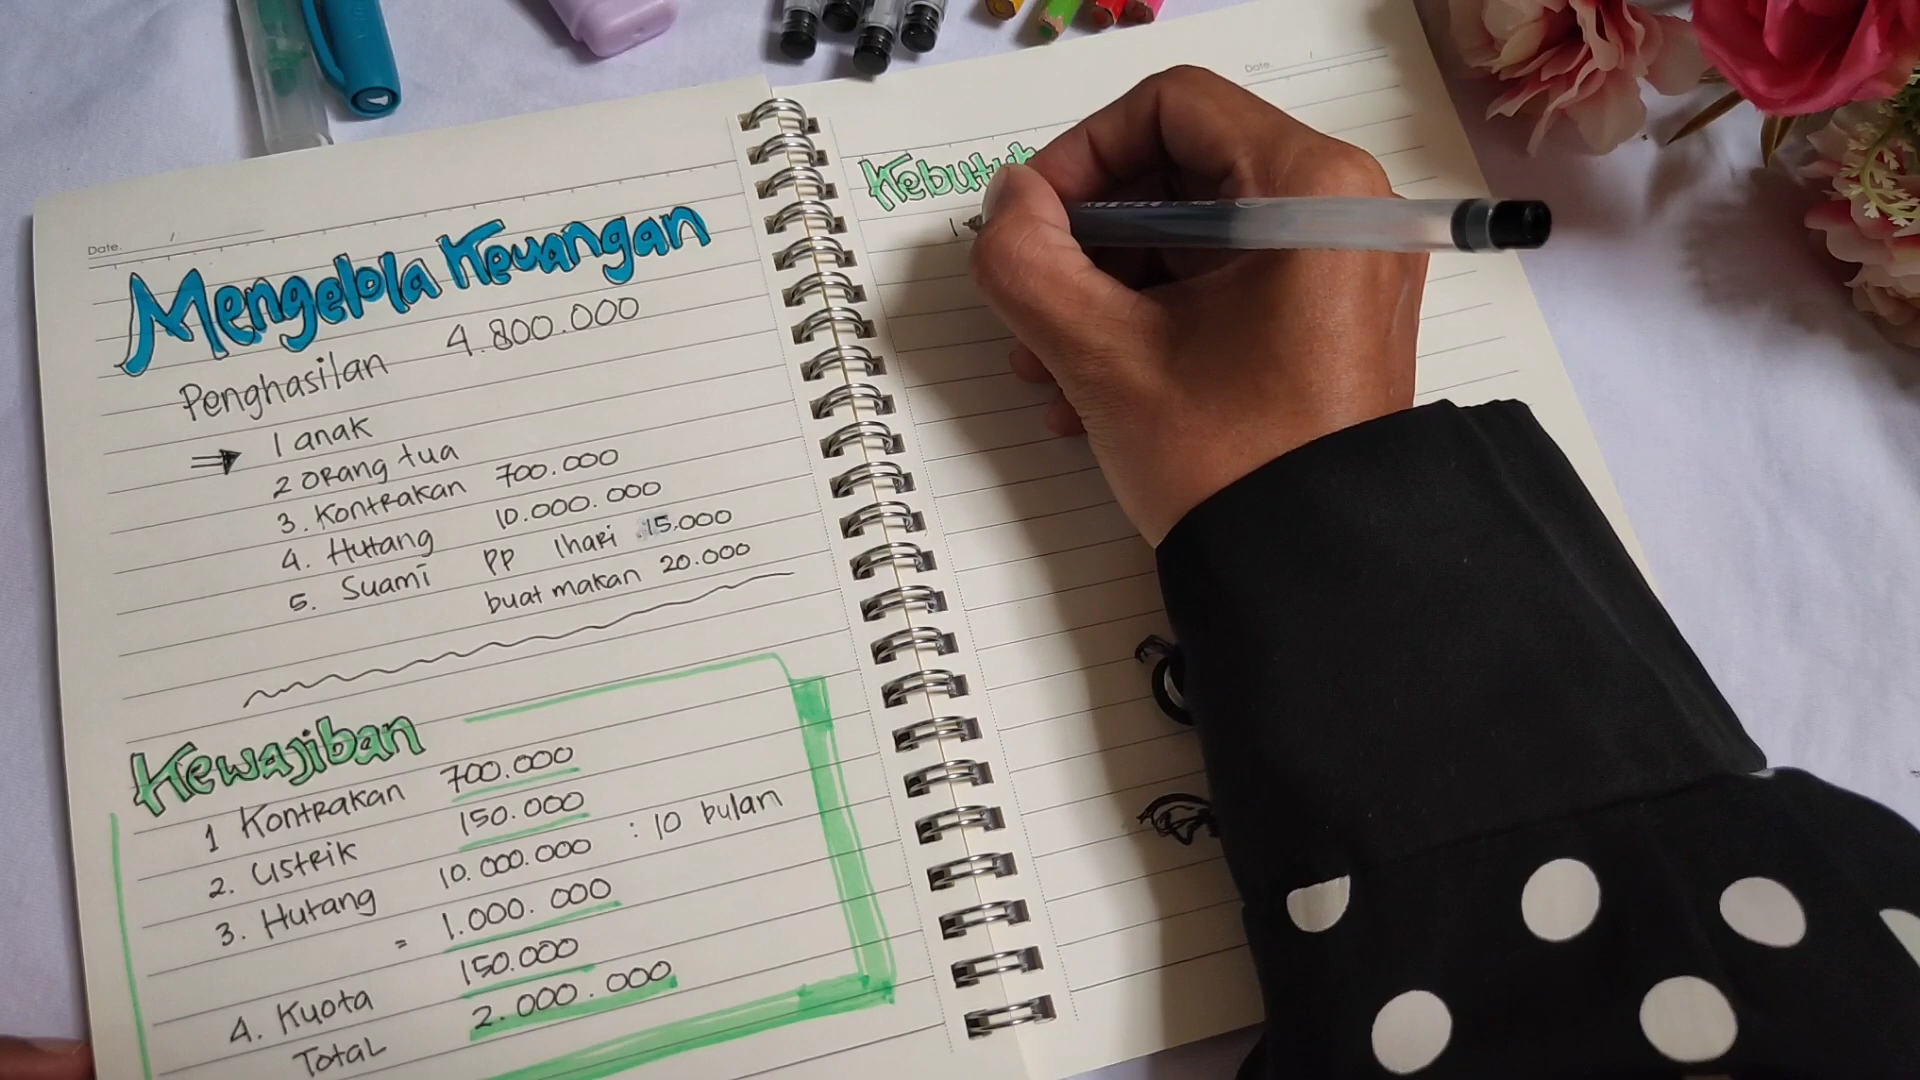 Date. /
Mengelola Keuangan
Penghasilan 4.800.000
⇒ 1 anak
2 orang tua
3. Kontrakan 700.000
4. Hutang 10.000.000
5. Suami PP 1hari 15.000
buat makan 20.000
Kewajiban
1 Kontrakan 700.000
2. Listrik 150.000
3. Hutang 10.000.000 : 10 bulan
= 1.000.000
4. Kuota 150.000
Total 2.000.000
Date. /
1